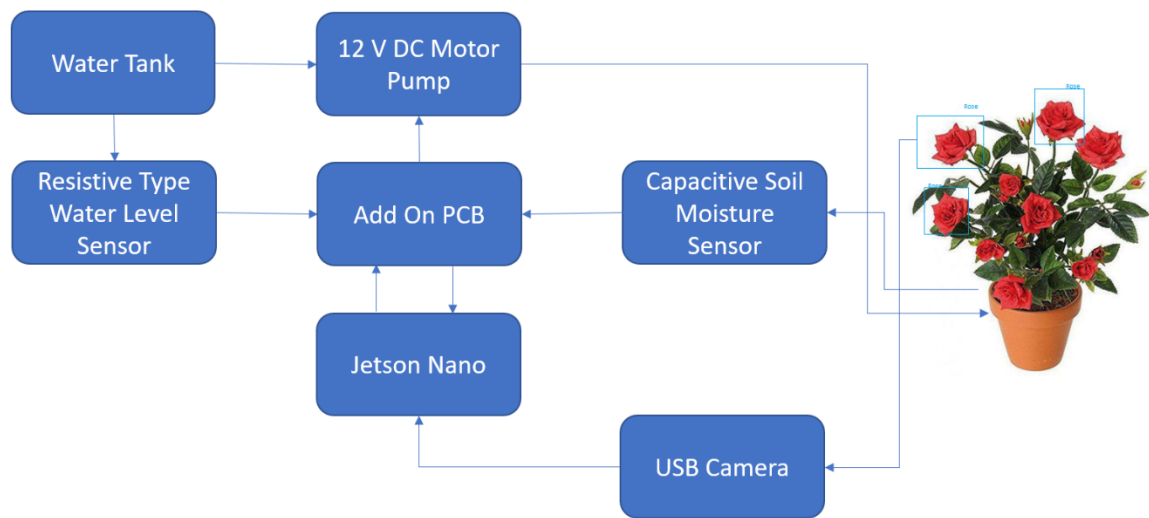 Water Tank
12 V DC Motor
Pump
Rose
Rose
Resistive Type
Water Level
Sensor
Add On PCB
Capacitive Soil
Moisture
Sensor
Rose
Jetson Nano
USB Camera